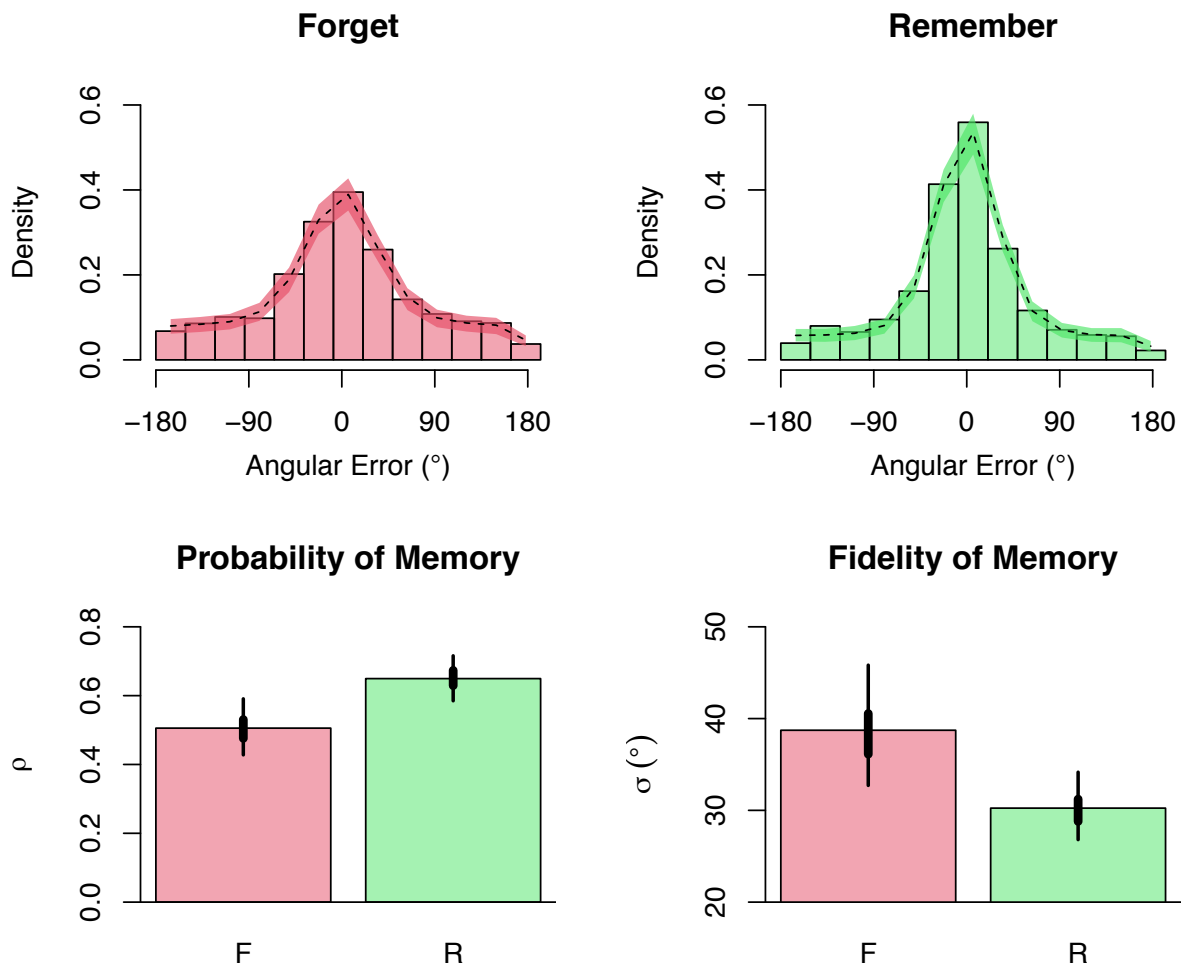 Forget
0.6
0.4
0.2
0.0
Density
−180 −90 0 90 180
Angular Error (°)
Remember
0.6
0.4
0.2
0.0
Density
−180 −90 0 90 180
Angular Error (°)
Probability of Memory
0.8
0.6
0.4
0.2
0.0
ρ
F R
Fidelity of Memory
50
40
30
20
σ (°)
F R